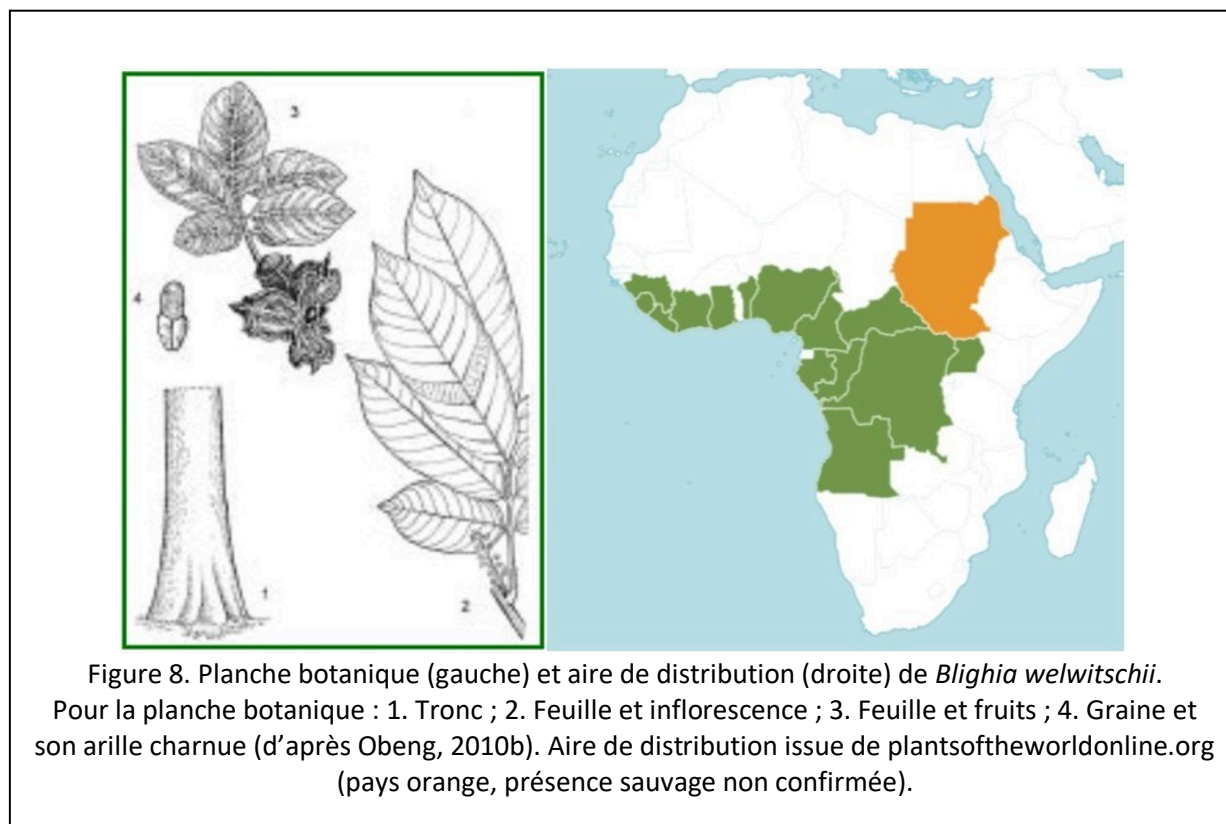 3
4
1
2
Figure 8. Planche botanique (gauche) et aire de distribution (droite) de Blighia welwitschii.
Pour la planche botanique : 1. Tronc ; 2. Feuille et inflorescence ; 3. Feuille et fruits ; 4. Graine et
son arille charnue (d’après Obeng, 2010b). Aire de distribution issue de plantsoftheworldonline.org
(pays orange, présence sauvage non confirmée).